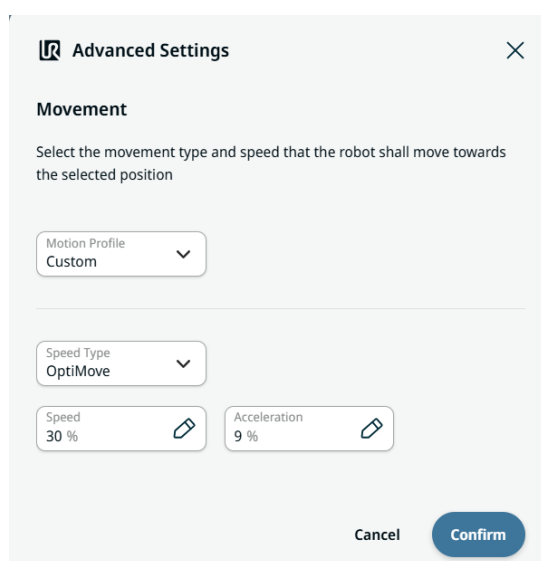 UR Advanced Settings
Movement
Select the movement type and speed that the robot shall move towards
the selected position
Motion Profile
Custom
Speed Type
OptiMove
Speed
30 %
Acceleration
9 %
Cancel
Confirm